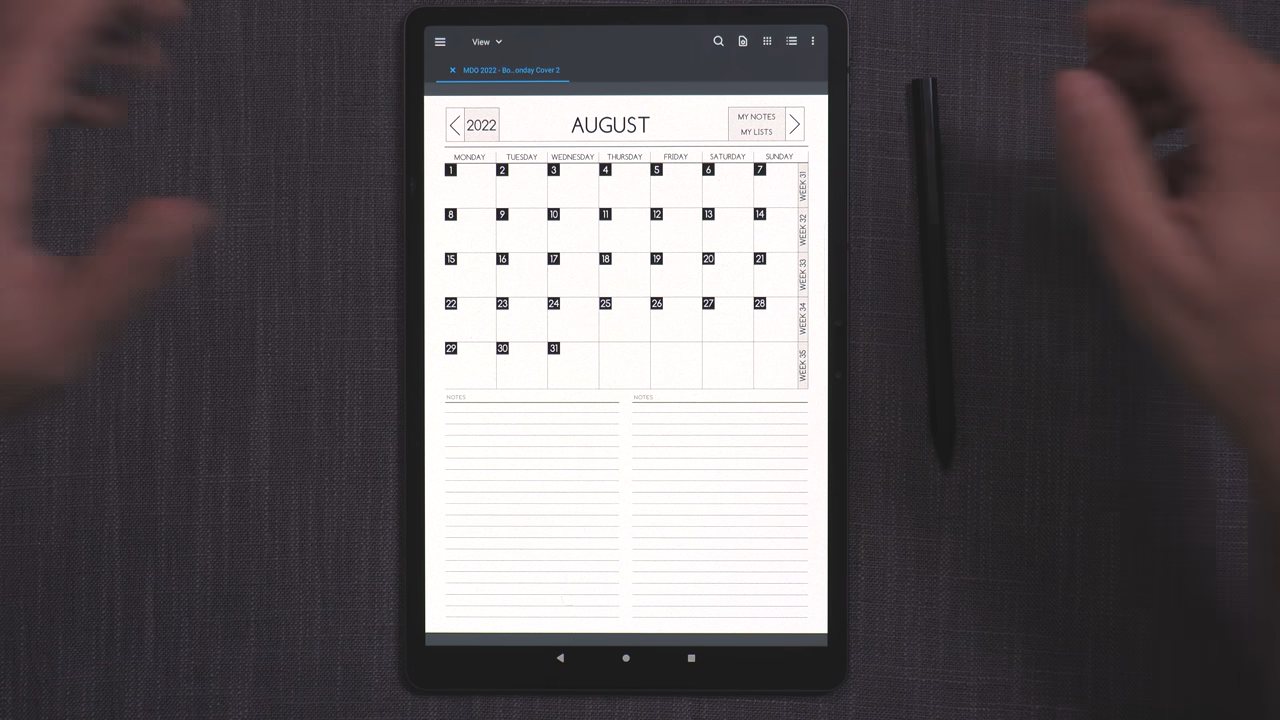 View
MDO 2022 - Bo...onday Cover 2
2022
AUGUST
MY NOTES
MY LISTS
MONDAY TUESDAY WEDNESDAY THURSDAY FRIDAY SATURDAY SUNDAY
1 2 3 4 5 6 7 WEEK 31
8 9 10 11 12 13 14 WEEK 32
15 16 17 18 19 20 21 WEEK 33
22 23 24 25 26 27 28 WEEK 34
29 30 31 WEEK 35
NOTES NOTES